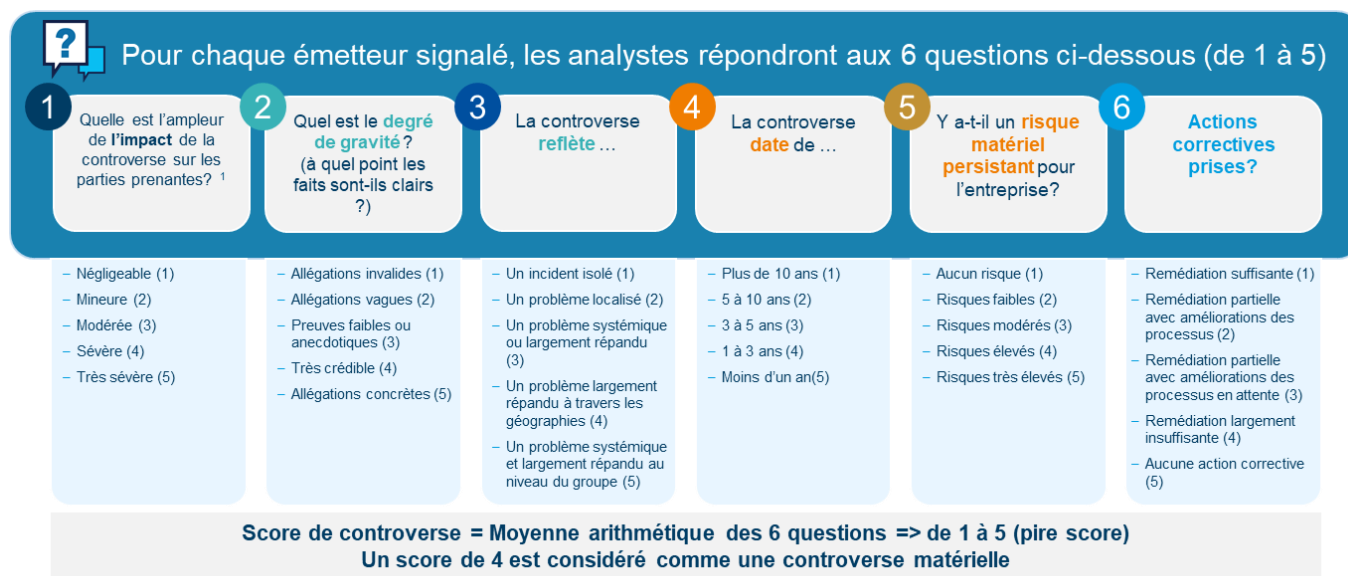 ?
Pour chaque émetteur signalé, les analystes répondront aux 6 questions ci-dessous (de 1 à 5)
1
Quelle est l'ampleur
de l'impact de la
controverse sur les
parties prenantes? 1
– Négligeable (1)
– Mineure (2)
– Modérée (3)
– Sévère (4)
– Très sévère (5)
2
Quel est le degré
de gravité ?
(à quel point les
faits sont-ils clairs
?)
– Allégations invalides (1)
– Allégations vagues (2)
– Preuves faibles ou
anecdotiques (3)
– Très crédible (4)
– Allégations concrètes (5)
3
La controverse
reflète ...
– Un incident isolé (1)
– Un problème localisé (2)
– Un problème systémique
ou largement répandu
(3)
– Un problème largement
répandu à travers les
géographies (4)
– Un problème systémique
et largement répandu au
niveau du groupe (5)
4
La controverse
date de ...
– Plus de 10 ans (1)
– 5 à 10 ans (2)
– 3 à 5 ans (3)
– 1 à 3 ans (4)
– Moins d'un an(5)
5
Y a-t-il un risque
matériel
persistant pour
l'entreprise?
– Aucun risque (1)
– Risques faibles (2)
– Risques modérés (3)
– Risques élevés (4)
– Risques très élevés (5)
6
Actions
correctives
prises?
– Remédiation suffisante (1)
– Remédiation partielle
avec améliorations des
processus (2)
– Remédiation partielle
avec améliorations des
processus en attente (3)
– Remédiation largement
insuffisante (4)
– Aucune action corrective
(5)
Score de controverse = Moyenne arithmétique des 6 questions => de 1 à 5 (pire score)
Un score de 4 est considéré comme une controverse matérielle